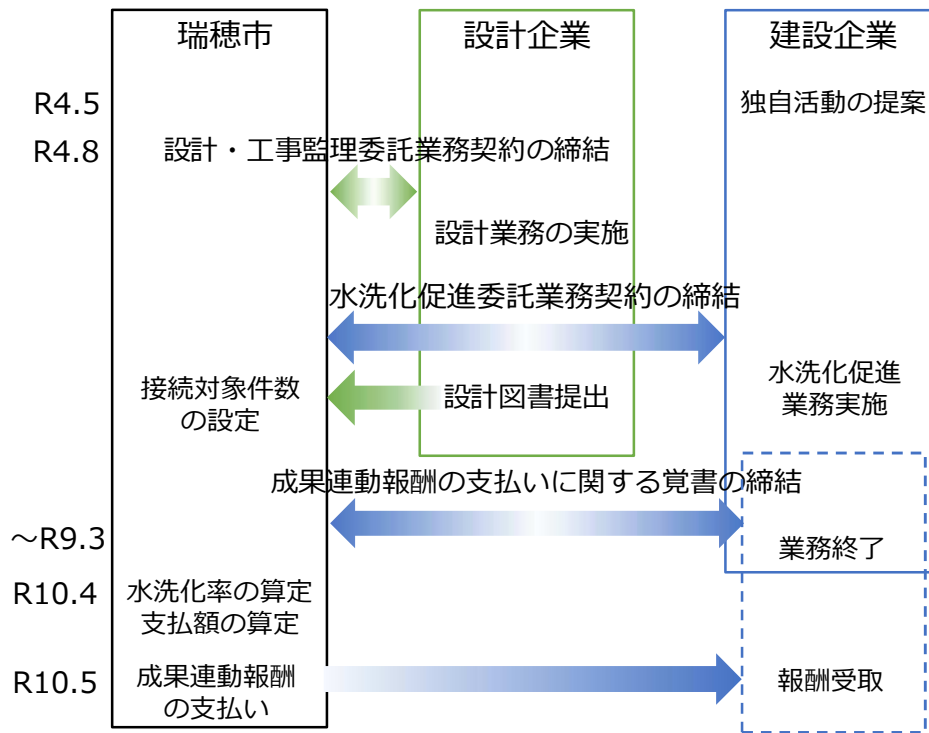 瑞穂市
設計企業
建設企業
R4.5
独自活動の提案
R4.8
設計・工事監理委託業務契約の締結
設計業務の実施
水洗化促進委託業務契約の締結
接続対象件数
の設定
設計図書提出
水洗化促進
業務実施
成果連動報酬の支払いに関する覚書の締結
～R9.3
業務終了
R10.4
水洗化率の算定
支払額の算定
R10.5
成果連動報酬
の支払い
報酬受取